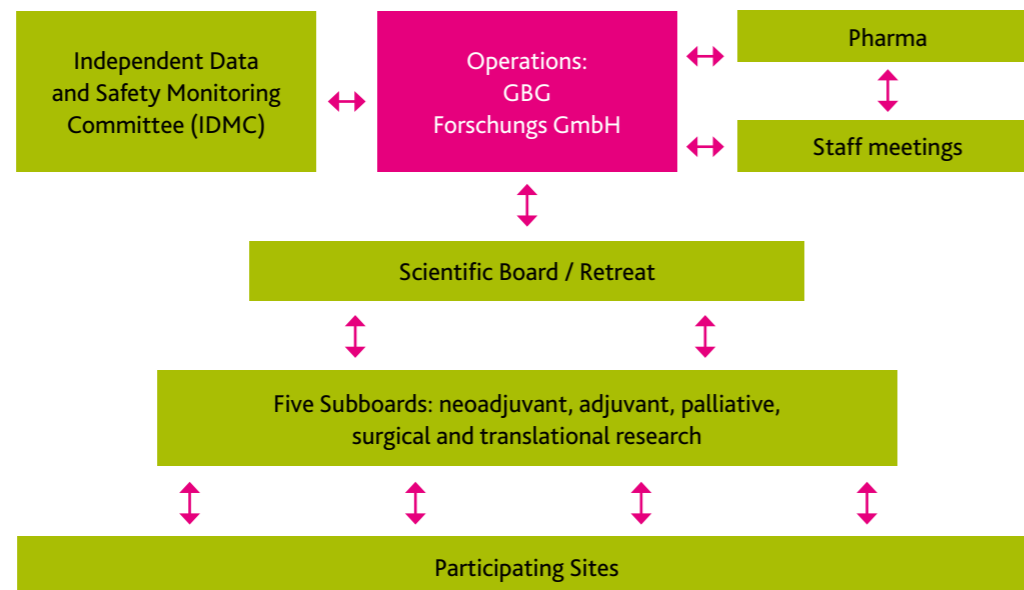 Independent Data
and Safety Monitoring
Committee (IDMC)
Operations:
GBG
Forschungs GmbH
Pharma
Staff meetings
Scientific Board / Retreat
Five Subboards: neoadjuvant, adjuvant, palliative,
surgical and translational research
Participating Sites